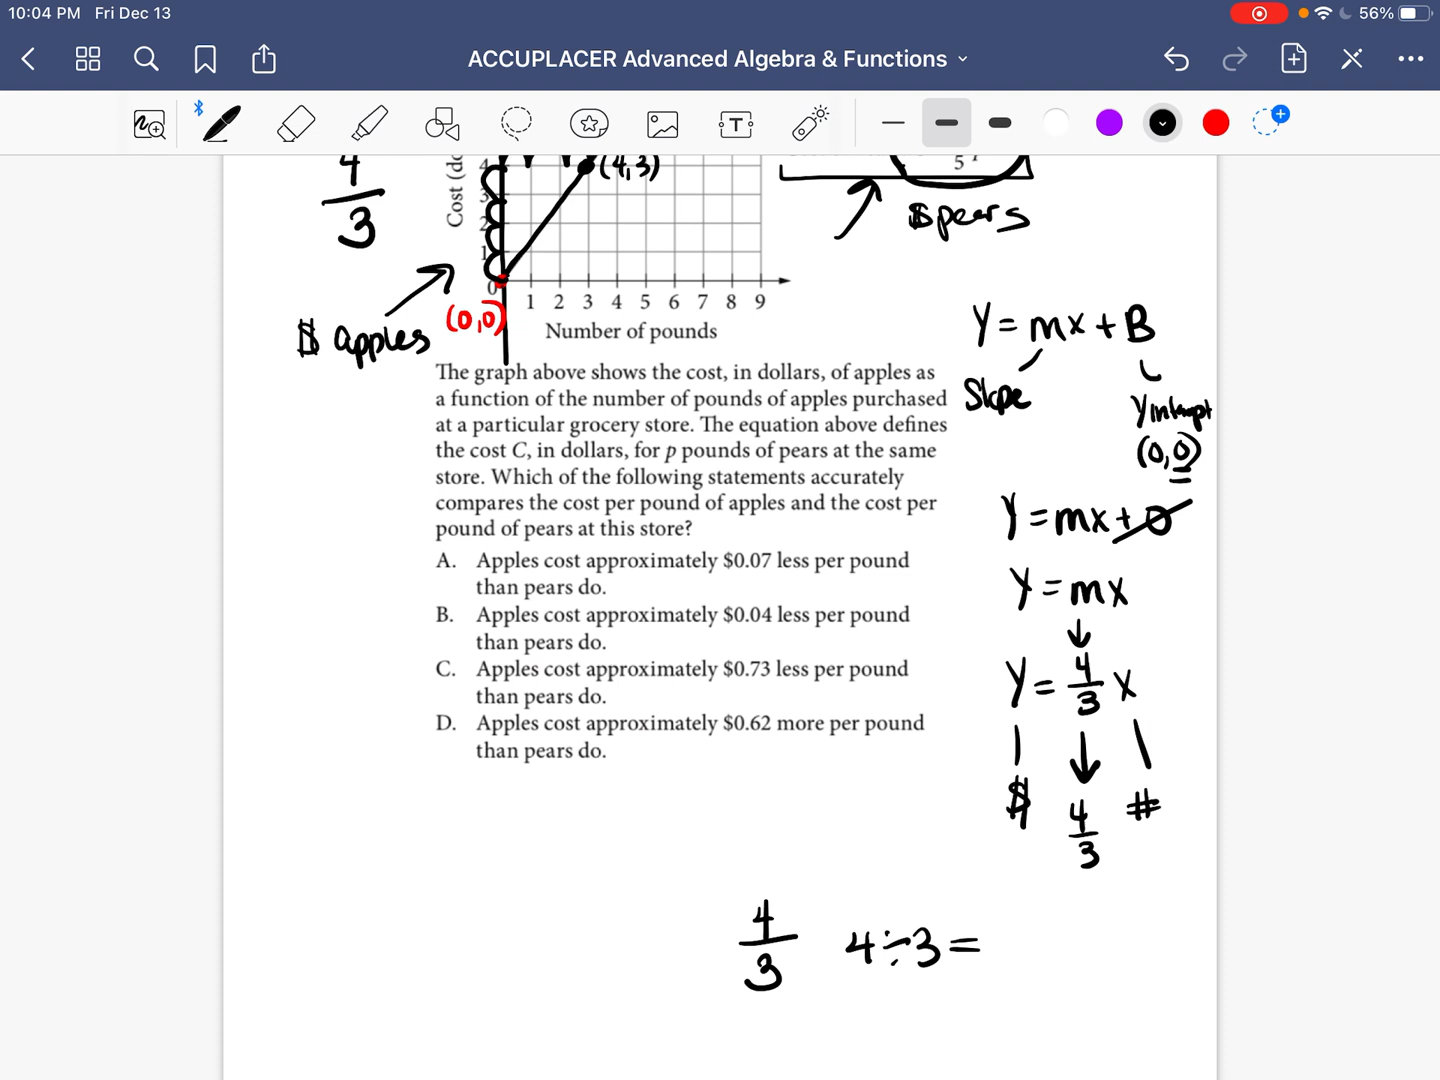 10:04 PM Fri Dec 13
56%
ACCUPLACER Advanced Algebra & Functions
4
3
Cost (do
4
3
2
1
0
(4,3)
5
$pears
$ apples
(0,0)
1 2 3 4 5 6 7 8 9
Number of pounds
The graph above shows the cost, in dollars, of apples as
a function of the number of pounds of apples purchased
at a particular grocery store. The equation above defines
the cost C, in dollars, for p pounds of pears at the same
store. Which of the following statements accurately
compares the cost per pound of apples and the cost per
pound of pears at this store?
A. Apples cost approximately $0.07 less per pound
than pears do.
B. Apples cost approximately $0.04 less per pound
than pears do.
C. Apples cost approximately $0.73 less per pound
than pears do.
D. Apples cost approximately $0.62 more per pound
than pears do.
Y = mx + B
Slope
Y intercept
(0,0)
Y = mx + 0
Y = mx
Y = 4/3 x
$ 4/3 #
4/3 4÷3=